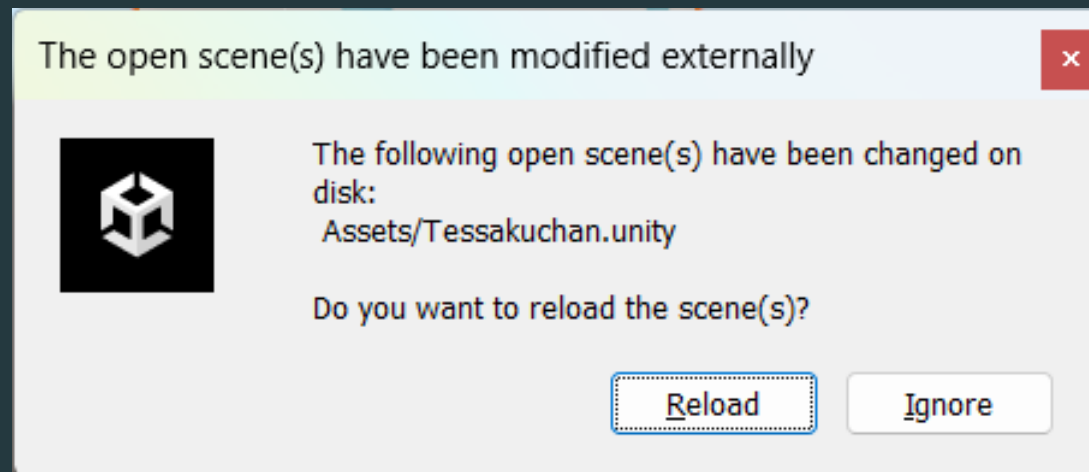 The open scene(s) have been modified externally
The following open scene(s) have been changed on
disk:
Assets/Tessakuchan.unity
Do you want to reload the scene(s)?
Reload Ignore